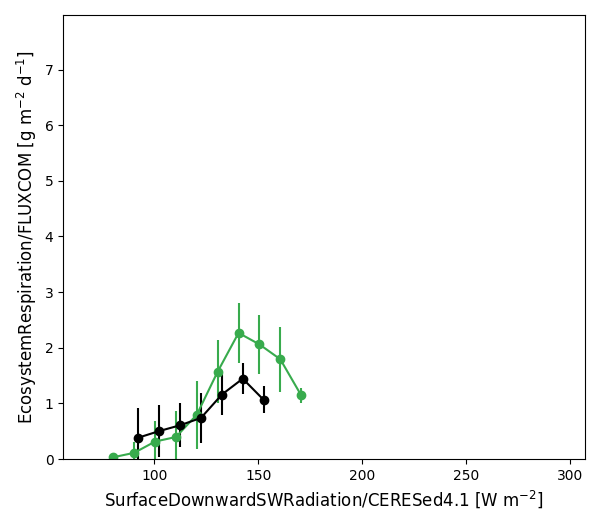 7
6
5
4
3
2
1
0
EcosystemRespiration/FLUXCOM [g m⁻² d⁻¹]
100 150 200 250 300
SurfaceDownwardSWRadiation/CERESed4.1 [W m⁻²]